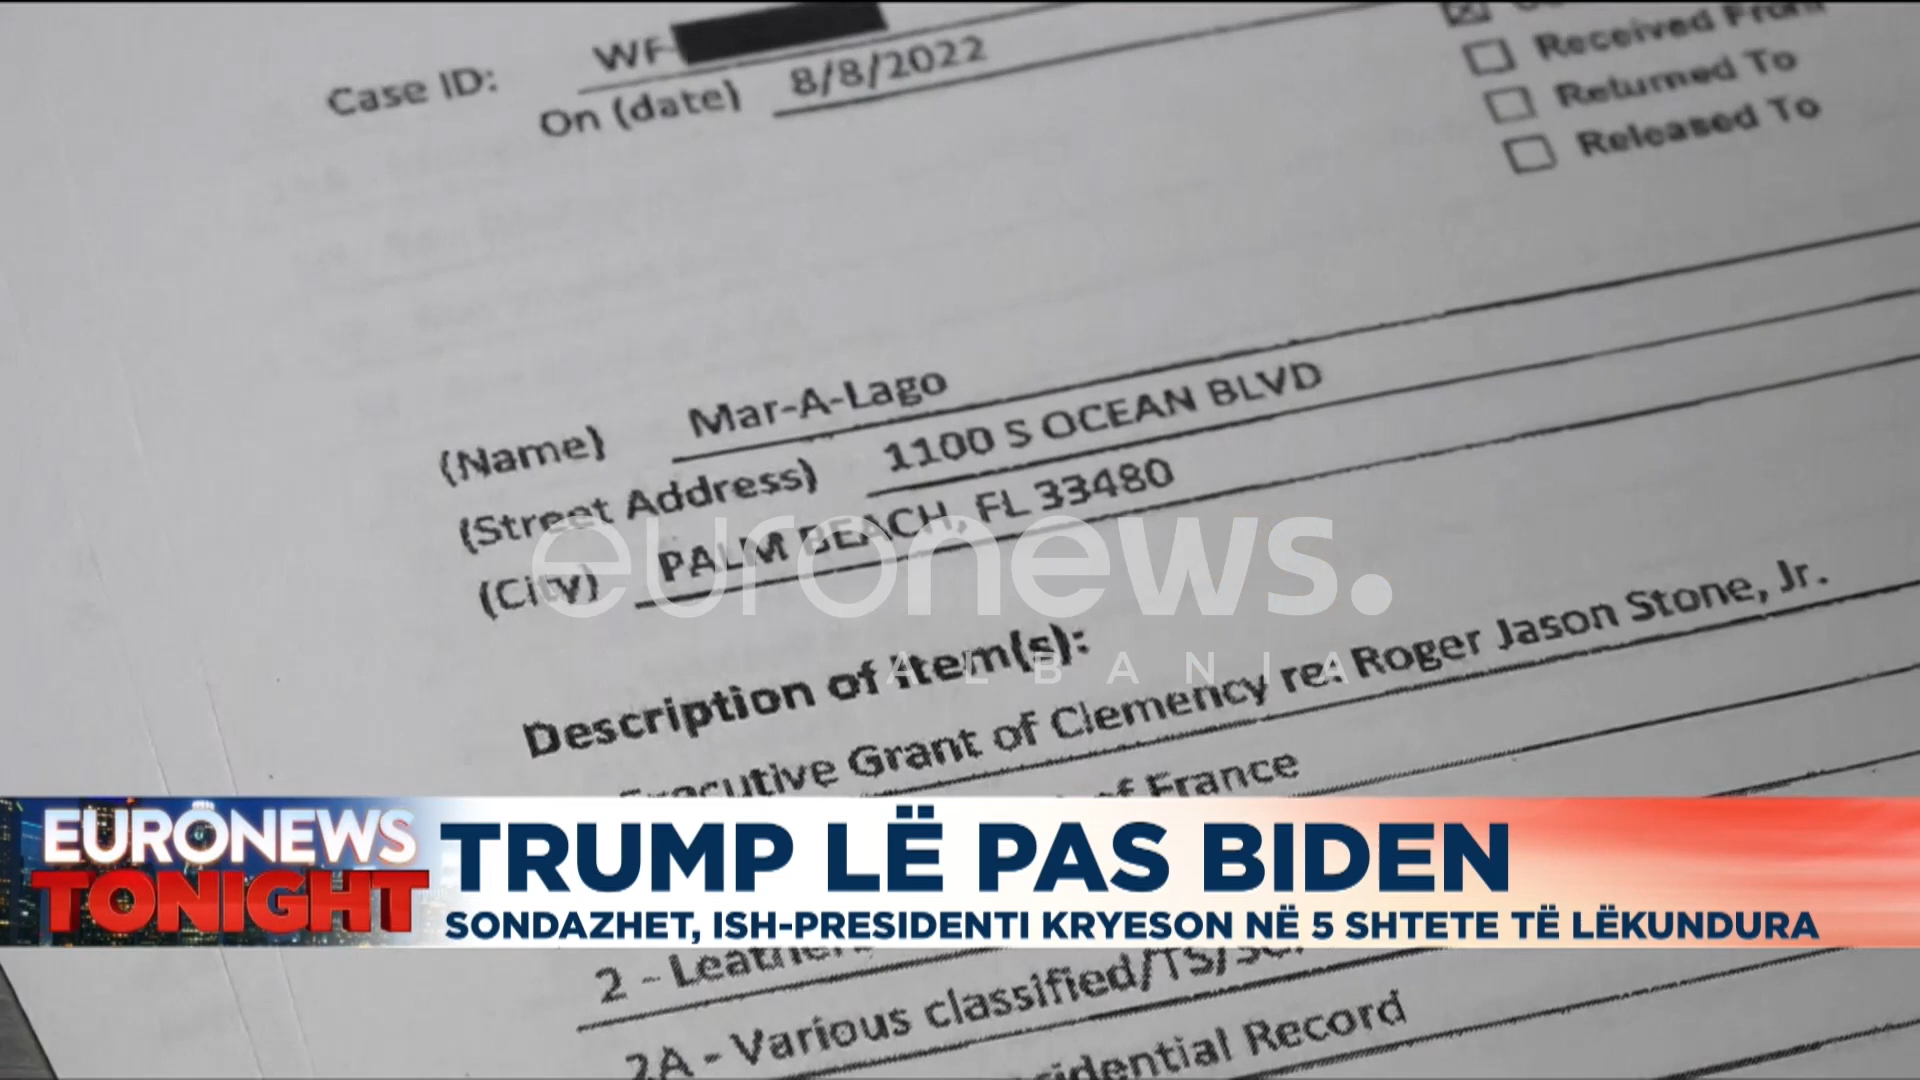 Case ID: WF-
On (date) 8/8/2022
Received From
Returned To
Released To
(Name) Mar-A-Lago
(Street Address) 1100 S OCEAN BLVD
(City) PALM BEACH, FL 33480
euronews.
ALBANIA
Description of Item(s):
Executive Grant of Clemency re: Roger Jason Stone, Jr.
of France
EURONEWS
TONIGHT
TRUMP LË PAS BIDEN
SONDAZHET, ISH-PRESIDENTI KRYESON NË 5 SHTETE TË LËKUNDURA
2 -
2A - Various classified/TS/
Record